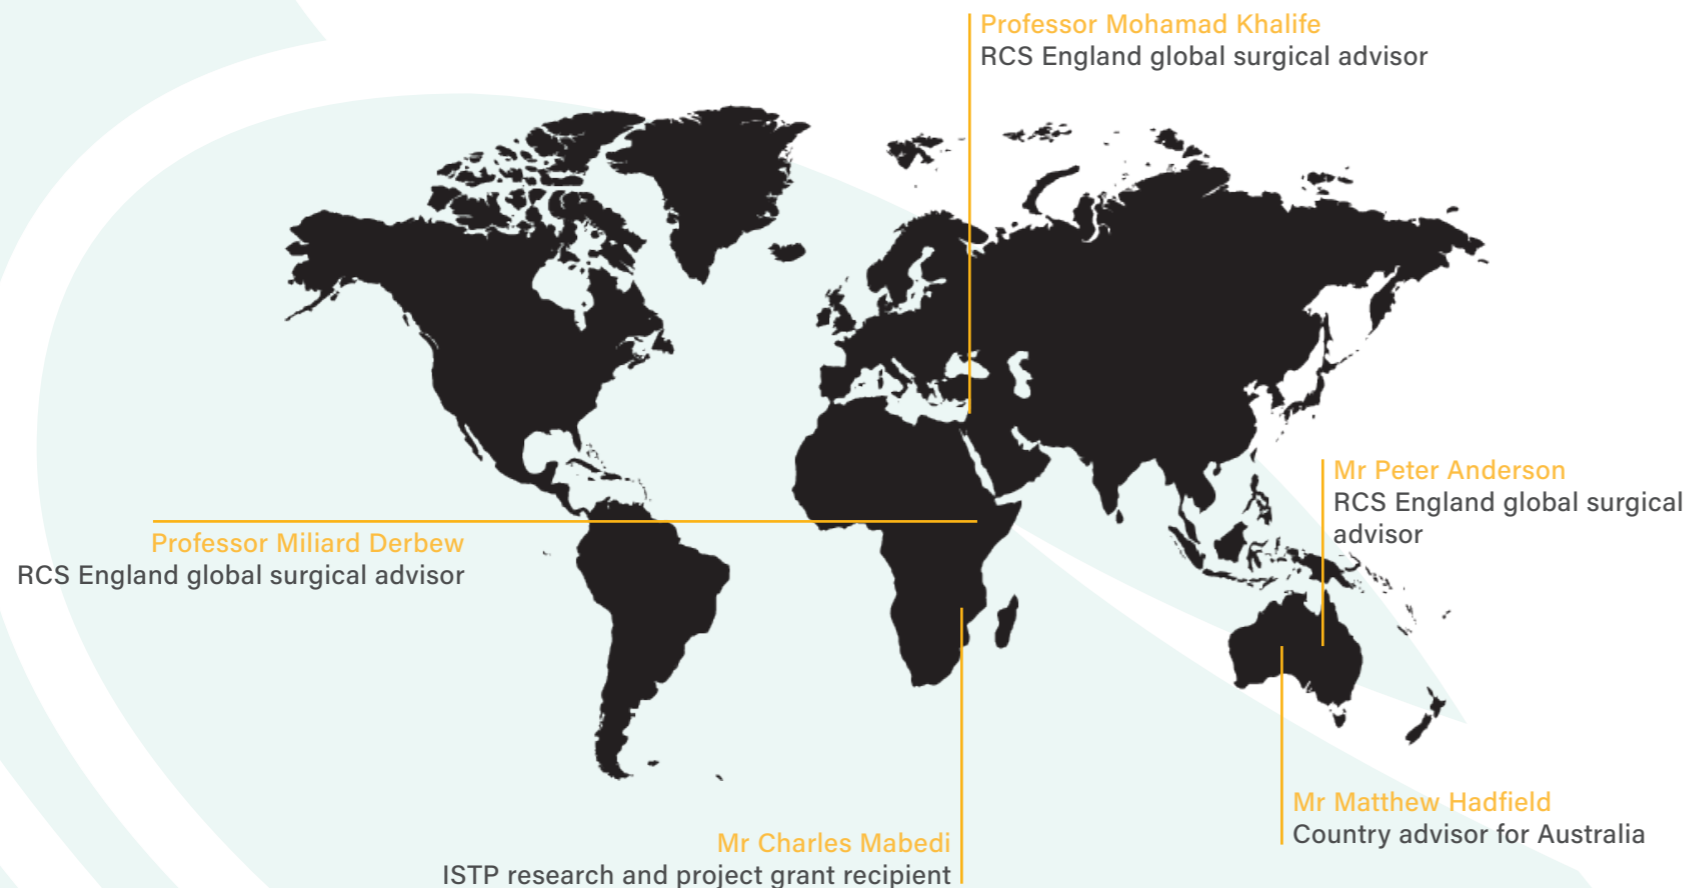 Professor Mohamad Khalife
RCS England global surgical advisor
Mr Peter Anderson
RCS England global surgical
advisor
Professor Miliard Derbew
RCS England global surgical advisor
Mr Matthew Hadfield
Country advisor for Australia
Mr Charles Mabedi
ISTP research and project grant recipient